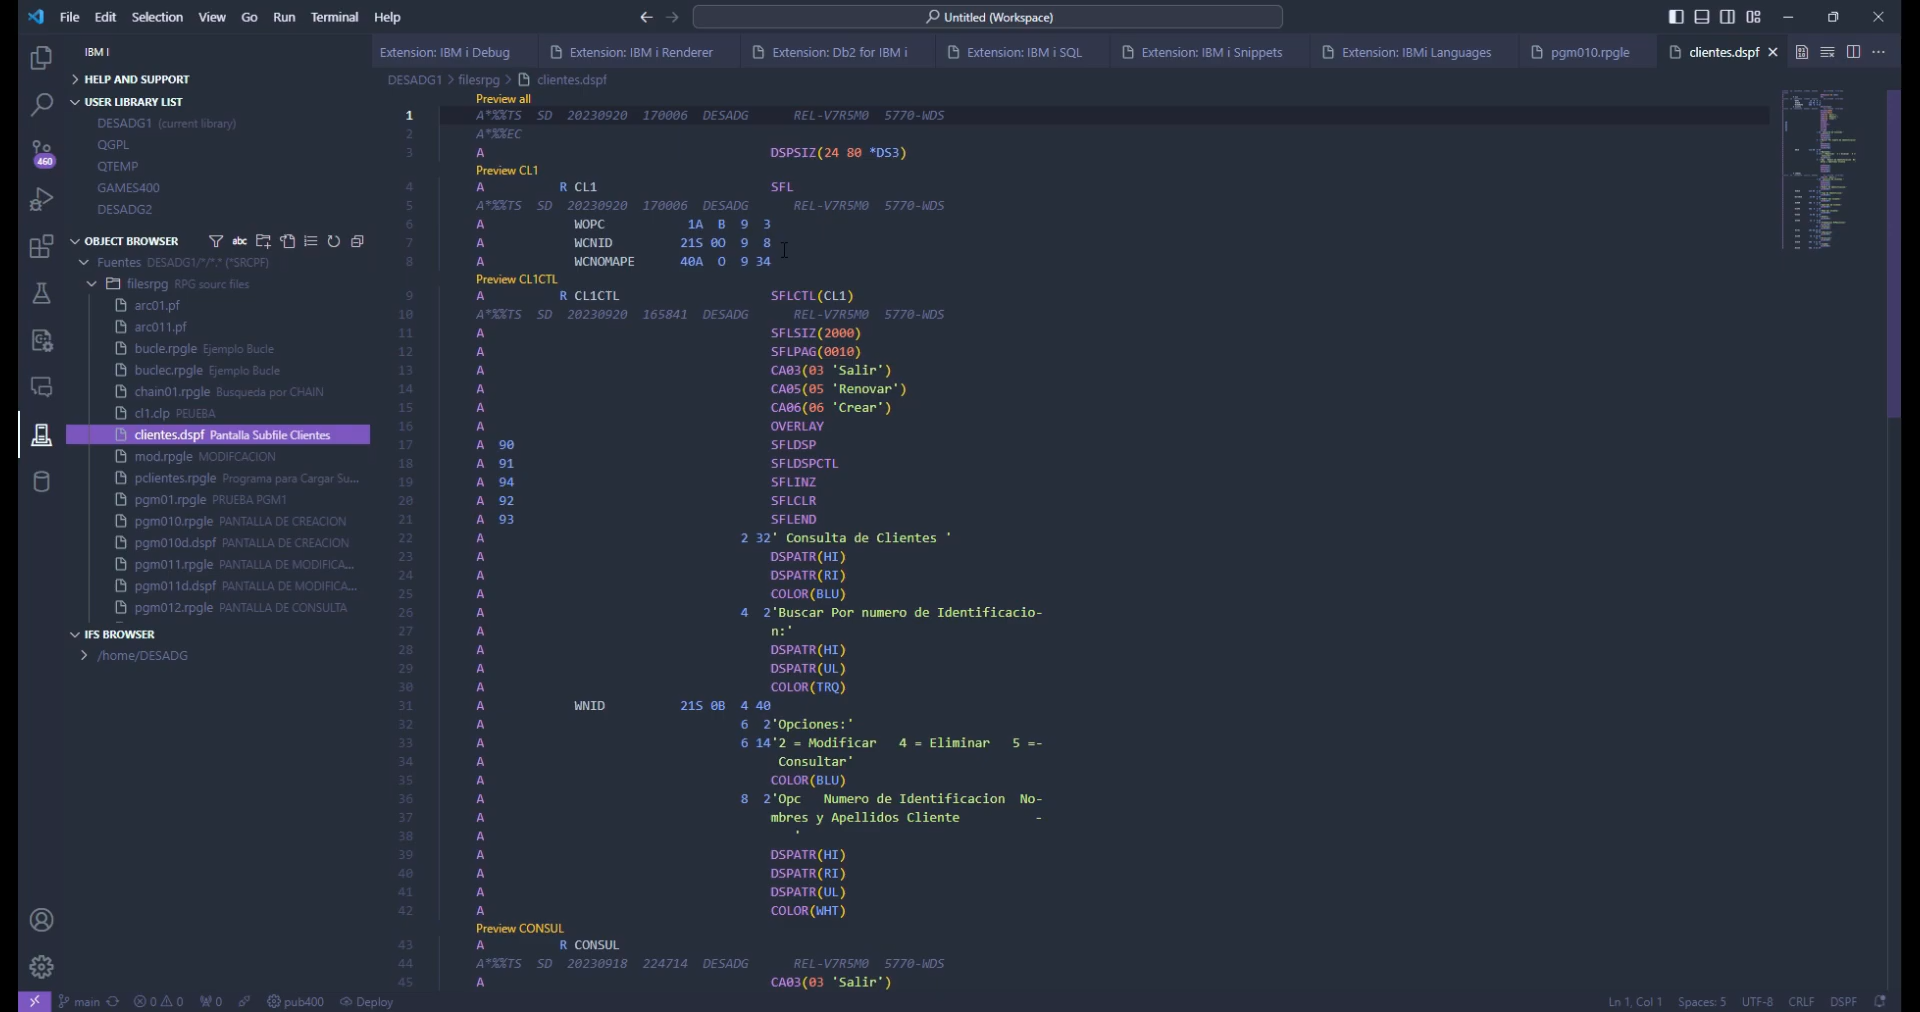 File Edit Selection View Go Run Terminal Help
Untitled (Workspace)
IBM I
HELP AND SUPPORT
USER LIBRARY LIST
DESADG1 (current library)
QGPL
QTEMP
GAMES400
DESADG2
OBJECT BROWSER
Fuentes DESADG1/*/*.* (*SRCPF)
filesrpg RPG sourc files
arc01.pf
arc011.pf
bucle.rpgle Ejemplo Bucle
buclec.rpgle Ejemplo Bucle
chain01.rpgle Busqueda por CHAIN
cl1.clp PEUEBA
clientes.dspf Pantalla Subfile Clientes
mod.rpgle MODIFCACION
pclientes.rpgle Programa para Cargar Su...
pgm01.rpgle PRUEBA PGM1
pgm010.rpgle PANTALLA DE CREACION
pgm010d.dspf PANTALLA DE CREACION
pgm011.rpgle PANTALLA DE MODIFICA...
pgm011d.dspf PANTALLA DE MODIFICA...
pgm012.rpgle PANTALLA DE CONSULTA
IFS BROWSER
/home/DESADG
460
Extension: IBM i Debug Extension: IBM i Renderer Extension: Db2 for IBM i Extension: IBM i SQL Extension: IBM i Snippets Extension: IBMi Languages pgm010.rpgle clientes.dspf
DESADG1 > filesrpg > clientes.dspf
Preview all
1 A*%%TS SD 20230920 170006 DESADG REL-V7R5M0 5770-WDS
2 A*%%EC
3 A DSPSIZ(24 80 *DS3)
Preview CL1
4 A R CL1 SFL
5 A*%%TS SD 20230920 170006 DESADG REL-V7R5M0 5770-WDS
6 A WOPC 1A B 9 3
7 A WCNID 21S 0O 9 8
8 A WCNOMAPE 40A O 9 34
Preview CL1CTL
9 A R CL1CTL SFLCTL(CL1)
10 A*%%TS SD 20230920 165841 DESADG REL-V7R5M0 5770-WDS
11 A SFLSIZ(2000)
12 A SFLPAG(0010)
13 A CA03(03 'Salir')
14 A CA05(05 'Renovar')
15 A CA06(06 'Crear')
16 A OVERLAY
17 A 90 SFLDSP
18 A 91 SFLDSPCTL
19 A 94 SFLINZ
20 A 92 SFLCLR
21 A 93 SFLEND
22 A 2 32' Consulta de Clientes '
23 A DSPATR(HI)
24 A DSPATR(RI)
25 A COLOR(BLU)
26 A 4 2'Buscar Por numero de Identificacio-
27 A n:'
28 A DSPATR(HI)
29 A DSPATR(UL)
30 A COLOR(TRQ)
31 A WNID 21S 0B 4 40
32 A 6 2'Opciones:'
33 A 6 14'2 = Modificar 4 = Eliminar 5 =-
34 A Consultar'
35 A COLOR(BLU)
36 A 8 2'Opc Numero de Identificacion No-
37 A mbres y Apellidos Cliente -
38 A '
39 A DSPATR(HI)
40 A DSPATR(RI)
41 A DSPATR(UL)
42 A COLOR(WHT)
Preview CONSUL
43 A R CONSUL
44 A*%%TS SD 20230918 224714 DESADG REL-V7R5M0 5770-WDS
45 A CA03(03 'Salir')
main 0 0 0 pub400 Deploy Ln 1, Col 1 Spaces: 5 UTF-8 CRLF DSPF